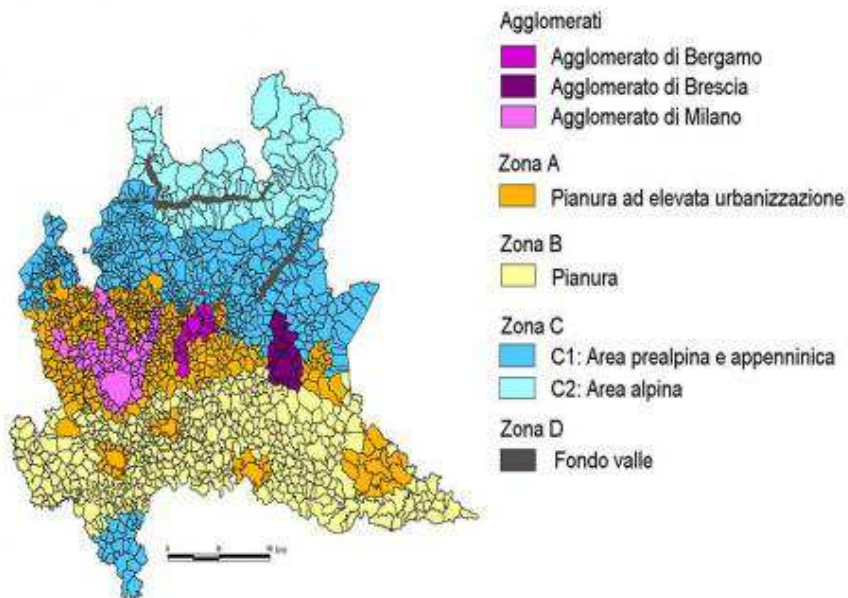 Agglomerati
Agglomerato di Bergamo
Agglomerato di Brescia
Agglomerato di Milano
Zona A
Pianura ad elevata urbanizzazione
Zona B
Pianura
Zona C
C1: Area prealpina e appenninica
C2: Area alpina
Zona D
Fondo valle